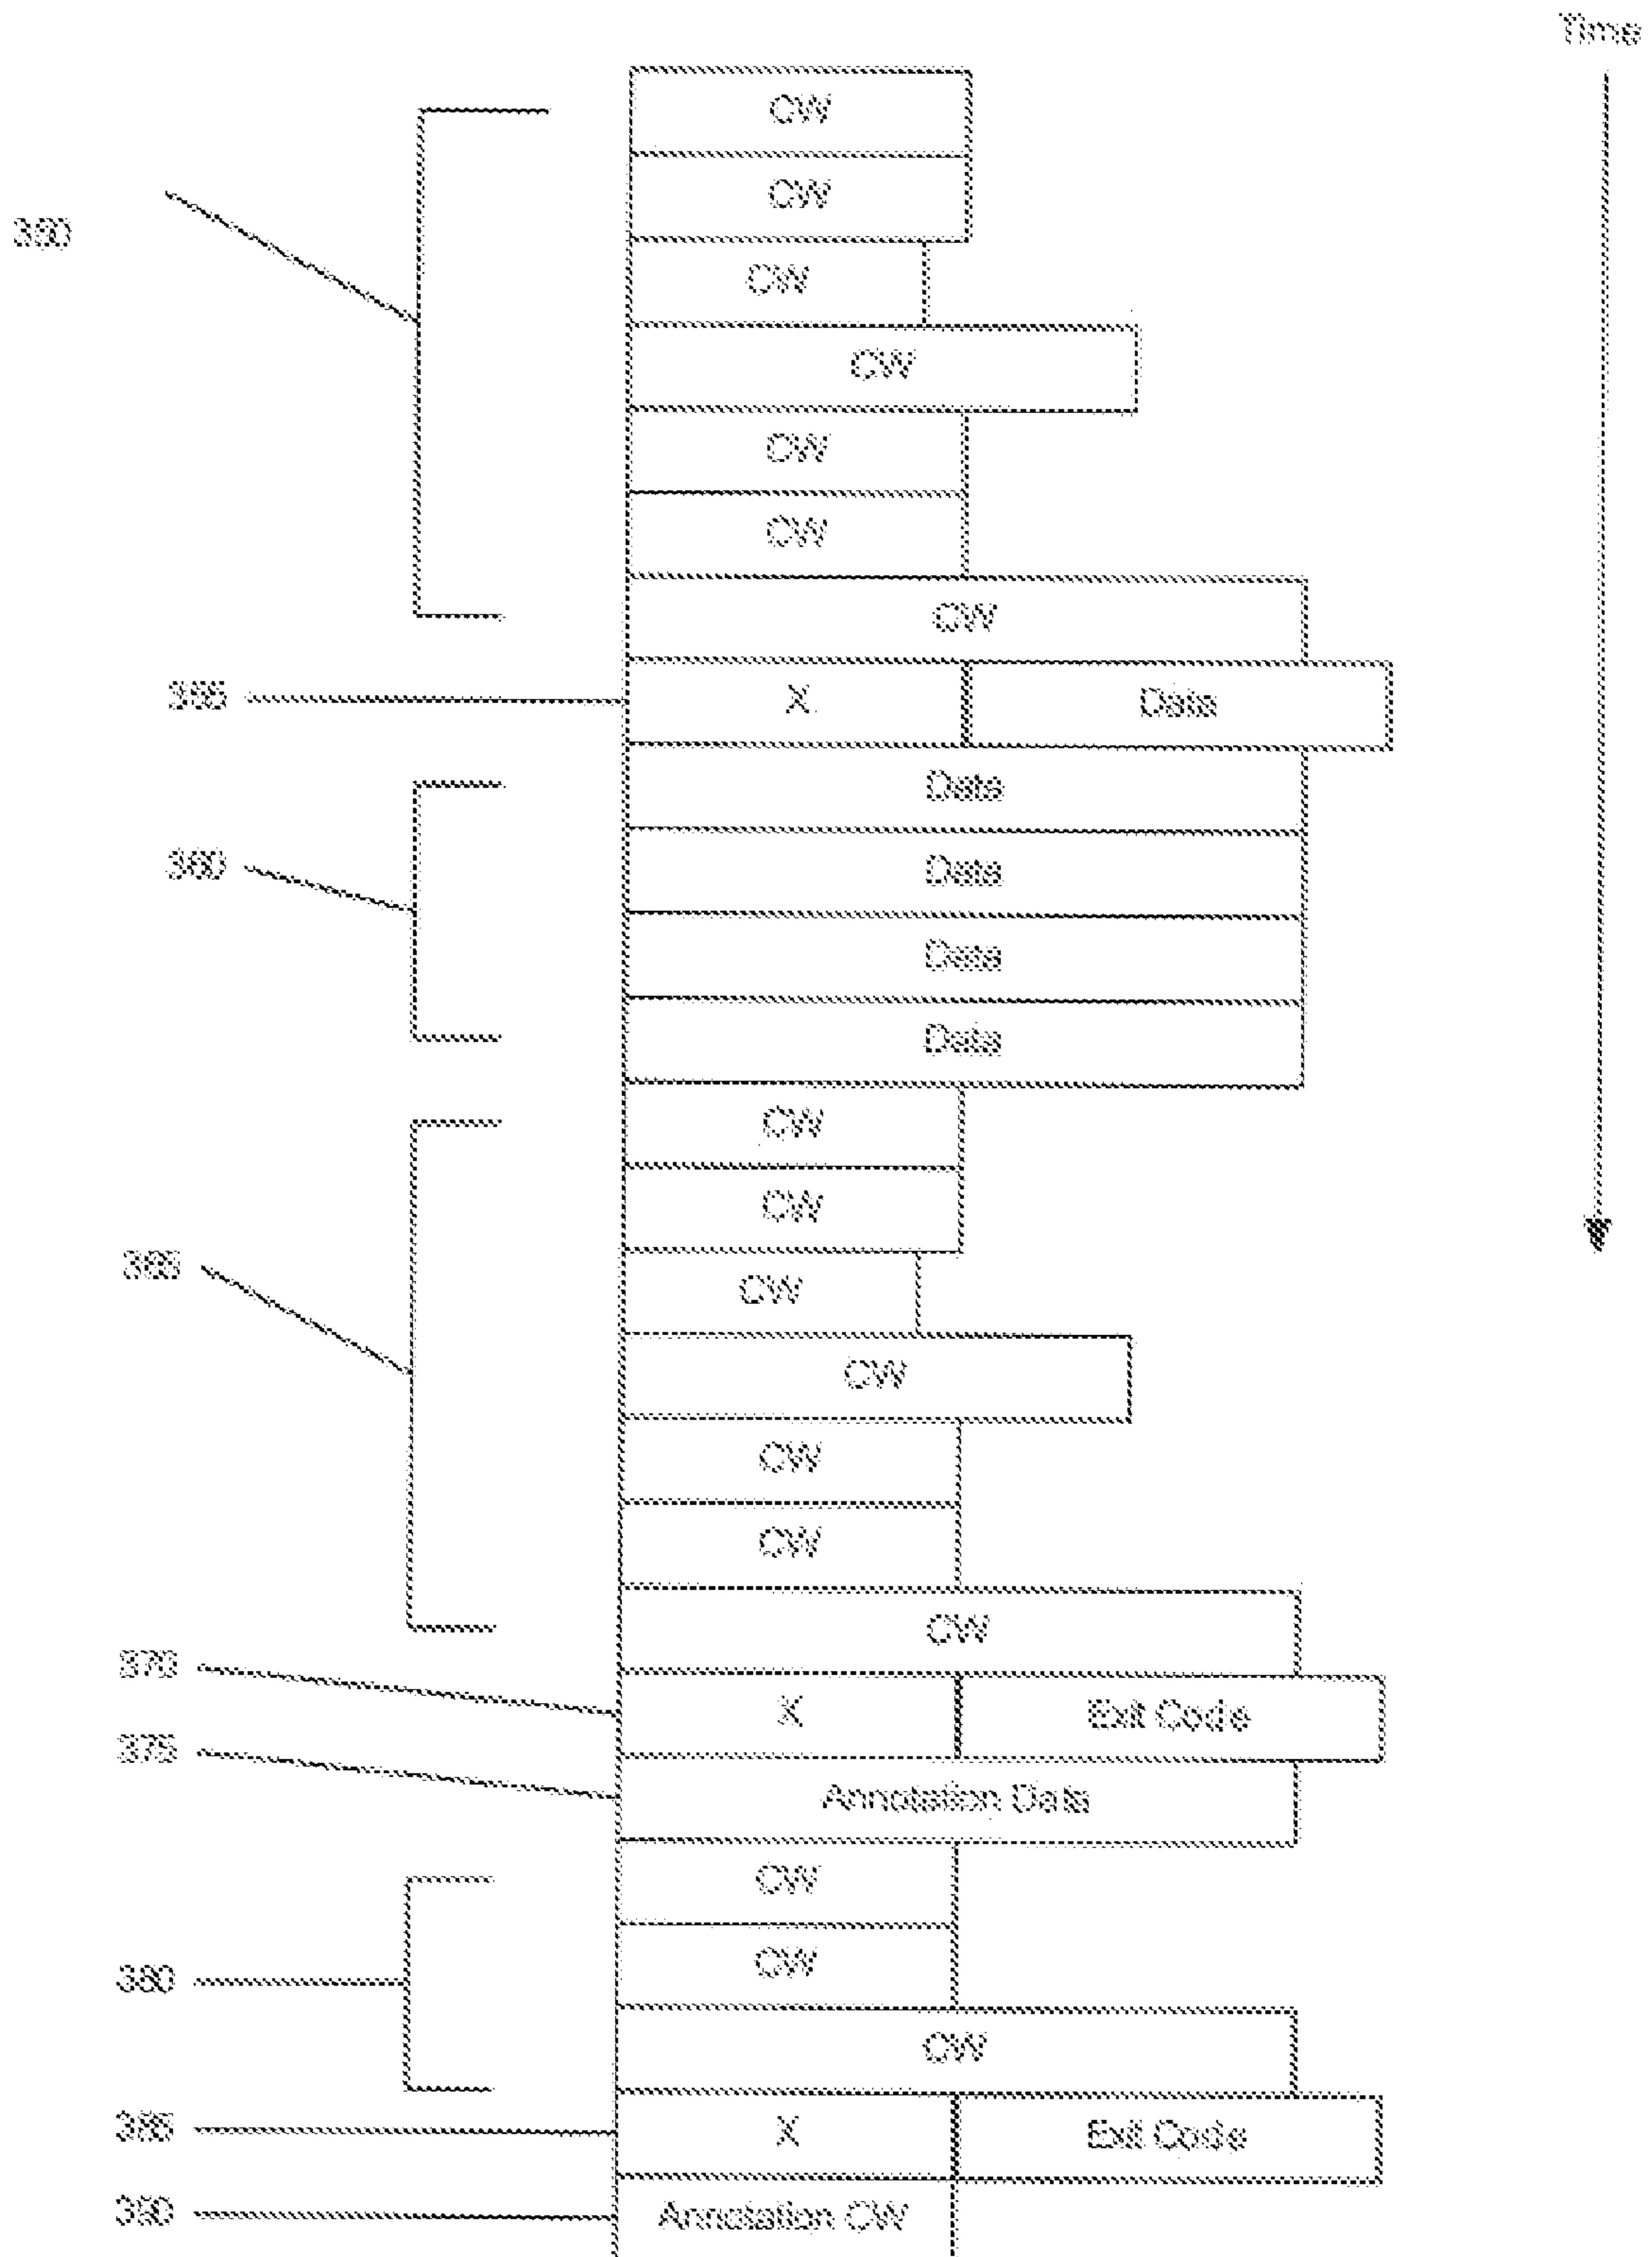 Time
CW
CW
350
CW
CW
CW
CW
CW
355 X Data
Data
360 Data
Data
Data
CW
CW
365 CW
CW
CW
CW
CW
370 X Exit Code
375 Annotation Data
CW
380 CW
CW
385 X Exit Code
390 Annotation CW